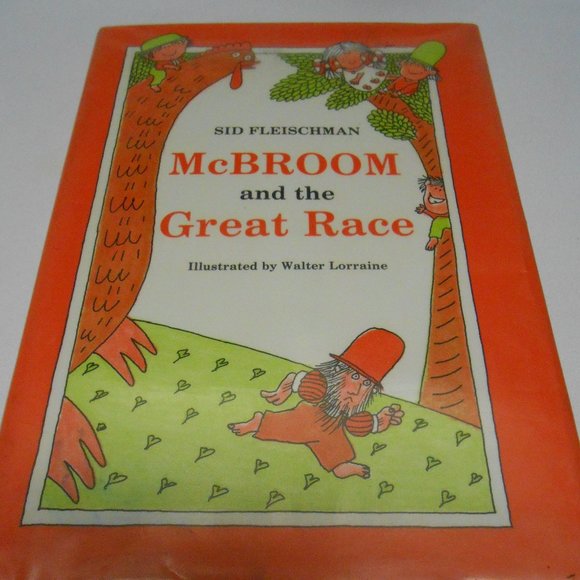 SID FLEISCHMAN
McBROOM
and the
Great Race
Illustrated by Walter Lorraine